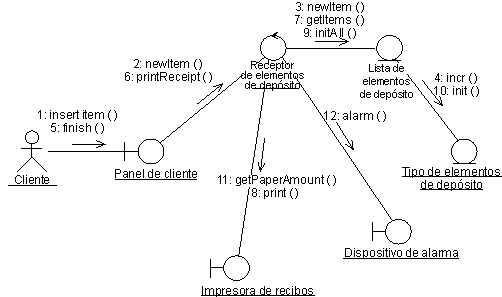 3: newItem ()
7: getItems ()
9: initAll ()
2: newItem ()
6: printReceipt ()
Receptor
de elementos
de depósito
Lista de
elementos
de depósito
4: incr ()
10: init ()
1: insert item ()
5: finish ()
12: alarm ()
Cliente
Panel de cliente
Tipo de elementos
de depósito
11: getPaperAmount ()
8: print ()
Dispositivo de alarma
Impresora de recibos